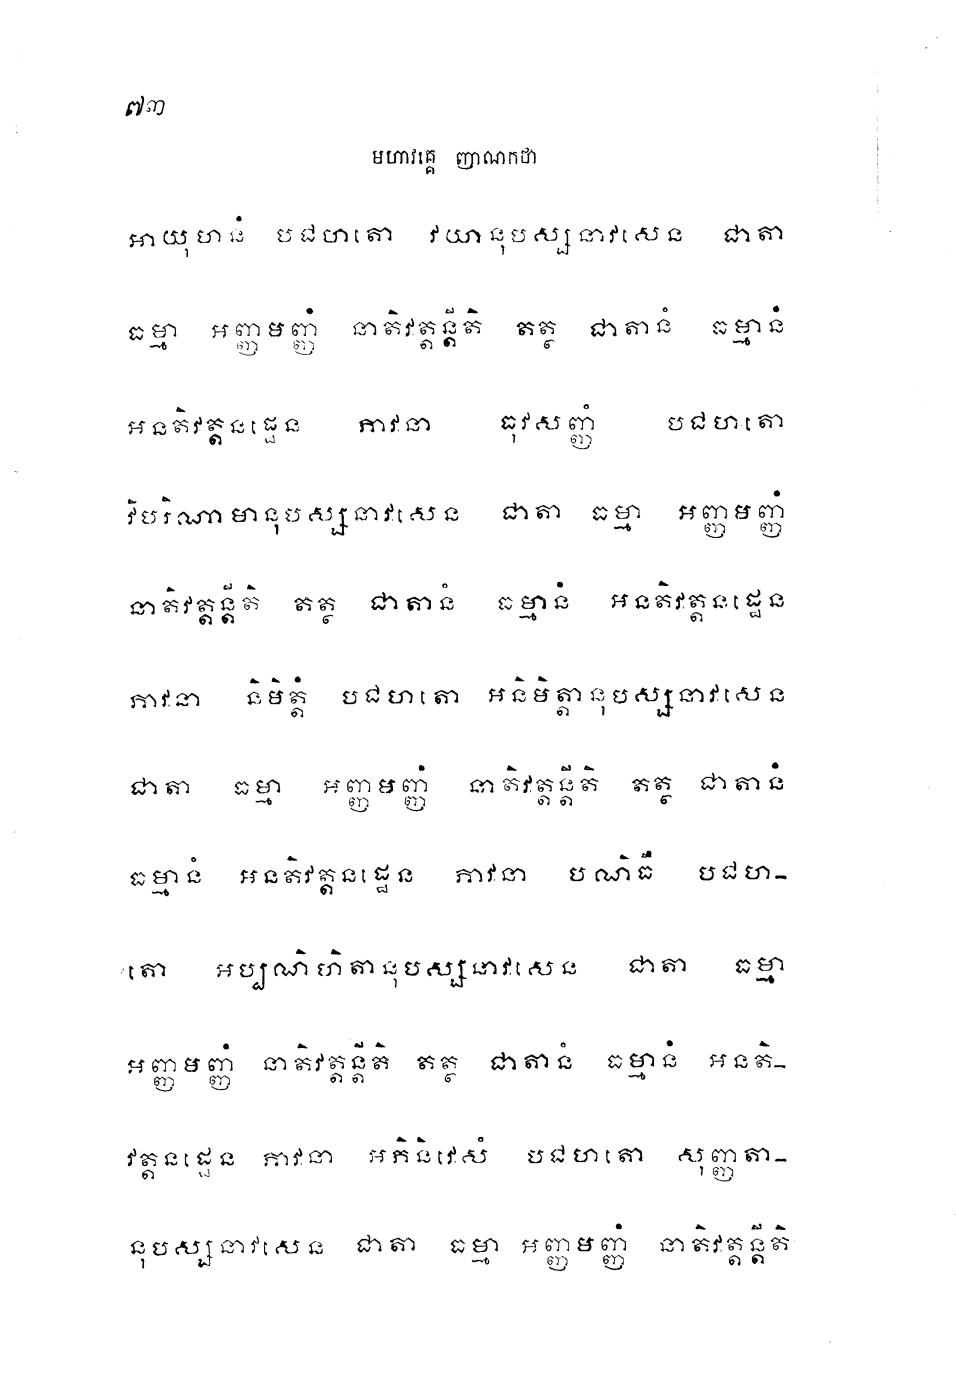 ៧៣
មហាវគ្គេ ញាណកថា
អាយុហនំ បជហតោ វយានុបស្សនាវសេន ជាតា
ធម្មា អញ្ញមញ្ញំ នាតិវត្តន្តីតិ តត្ថ ជាតានំ ធម្មានំ
អនតិវត្តនដ្ឋេន ភាវនា ធុវសញ្ញំ បជហតោ
វិបរិណាមានុបស្សនាវសេន ជាតា ធម្មា អញ្ញមញ្ញំ
នាតិវត្តន្តីតិ តត្ថ ជាតានំ ធម្មានំ អនតិវត្តនដ្ឋេន
ភាវនា និមិត្តំ បជហតោ អនិមិត្តានុបស្សនាវសេន
ជាតា ធម្មា អញ្ញមញ្ញំ នាតិវត្តន្តីតិ តត្ថ ជាតានំ
ធម្មានំ អនតិវត្តនដ្ឋេន ភាវនា បណិធឹ បជហ-
តោ អប្បណិហិតានុបស្សនាវសេន ជាតា ធម្មា
អញ្ញមញ្ញំ នាតិវត្តន្តីតិ តត្ថ ជាតានំ ធម្មានំ អនតិ-
វត្តនដ្ឋេន ភាវនា អភិនិវេសំ បជហតោ សុញ្ញតា-
នុបស្សនាវសេន ជាតា ធម្មា អញ្ញមញ្ញំ នាតិវត្តន្តីតិ